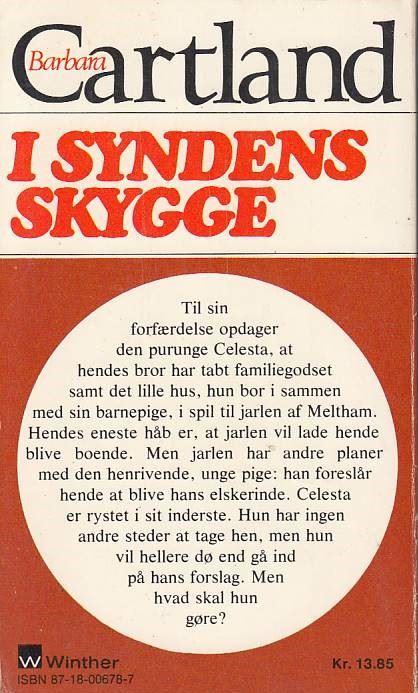 Barbara
Cartland
I SYNDENS
SKYGGE
Til sin
forfærdelse opdager
den purunge Celesta, at
hendes bror har tabt familiegodset
samt det lille hus, hun bor i sammen
med sin barnepige, i spil til jarlen af Meltham.
Hendes eneste håb er, at jarlen vil lade hende
blive boende. Men jarlen har andre planer
med den henrivende, unge pige: han foreslår
hende at blive hans elskerinde. Celesta
er rystet i sit inderste. Hun har ingen
andre steder at tage hen, men hun
vil hellere dø end gå ind
på hans forslag. Men
hvad skal hun
gøre?
W Winther
ISBN 87-18-00678-7
Kr. 13.85